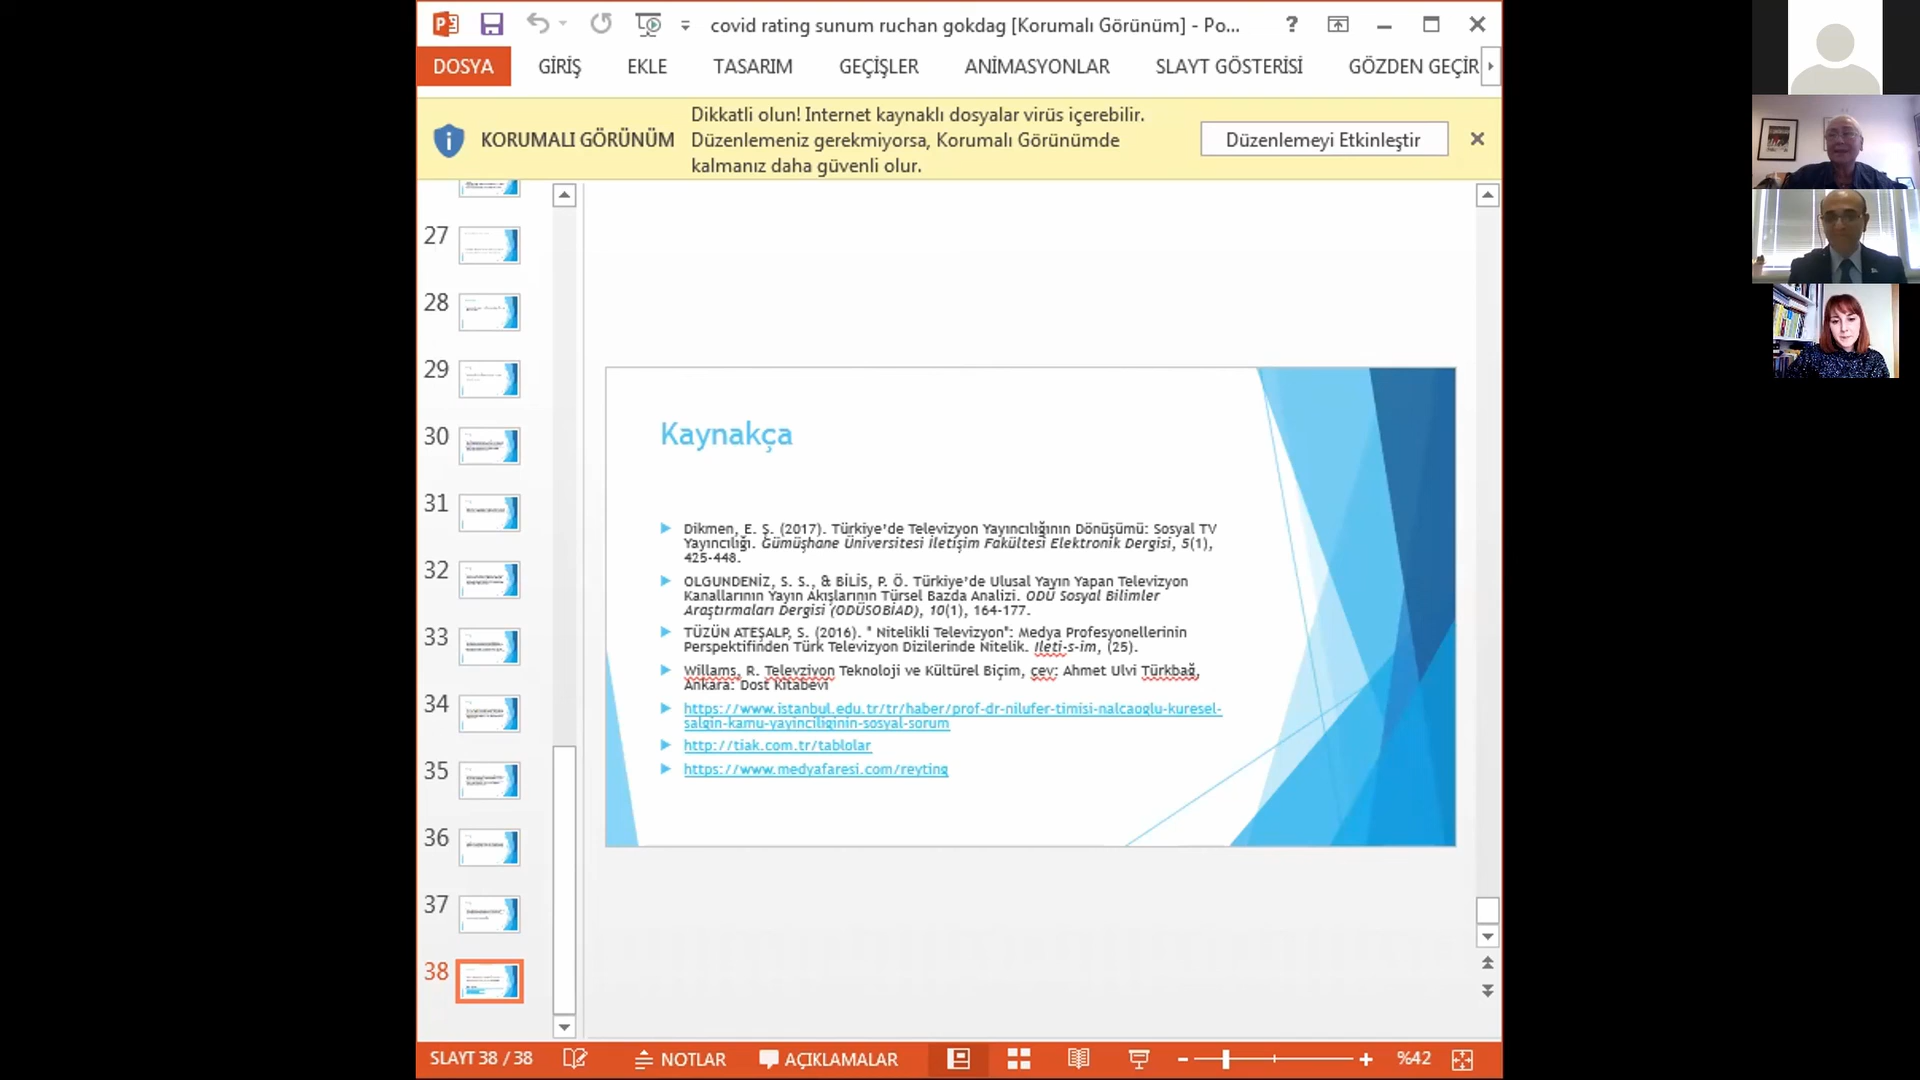 covid rating sunum ruchan gokdag [Korumalı Görünüm] - Po...
DOSYA GİRİŞ EKLE TASARIM GEÇİŞLER ANİMASYONLAR SLAYT GÖSTERİSİ GÖZDEN GEÇİR
KORUMALI GÖRÜNÜM
Dikkatli olun! Internet kaynaklı dosyalar virüs içerebilir.
Düzenlemeniz gerekmiyorsa, Korumalı Görünümde
kalmanız daha güvenli olur.
Düzenlemeyi Etkinleştir
27
28
29
30
31
32
33
34
35
36
37
38
Kaynakça
Dikmen, E. Ş. (2017). Türkiye’de Televizyon Yayıncılığının Dönüşümü: Sosyal TV
Yayıncılığı. Gümüşhane Üniversitesi İletişim Fakültesi Elektronik Dergisi, 5(1),
425-448.
OLGUNDENİZ, S. S., & BİLİS, P. Ö. Türkiye’de Ulusal Yayın Yapan Televizyon
Kanallarının Yayın Akışlarının Türsel Bazda Analizi. ODÜ Sosyal Bilimler
Araştırmaları Dergisi (ODÜSOBİAD), 10(1), 164-177.
TÜZÜN ATEŞALP, S. (2016). " Nitelikli Televizyon": Medya Profesyonellerinin
Perspektifinden Türk Televizyon Dizilerinde Nitelik. Ileti-s-im, (25).
Willams, R. Televziyon Teknoloji ve Kültürel Biçim, çev: Ahmet Ulvi Türkbağ,
Ankara: Dost Kitabevi
https://www.istanbul.edu.tr/tr/haber/prof-dr-nilufer-timisi-nalcaoglu-kuresel-
salgin-kamu-yayinciliginin-sosyal-sorum
http://tiak.com.tr/tablolar
https://www.medyafaresi.com/reyting
SLAYT 38 / 38 NOTLAR AÇIKLAMALAR %42